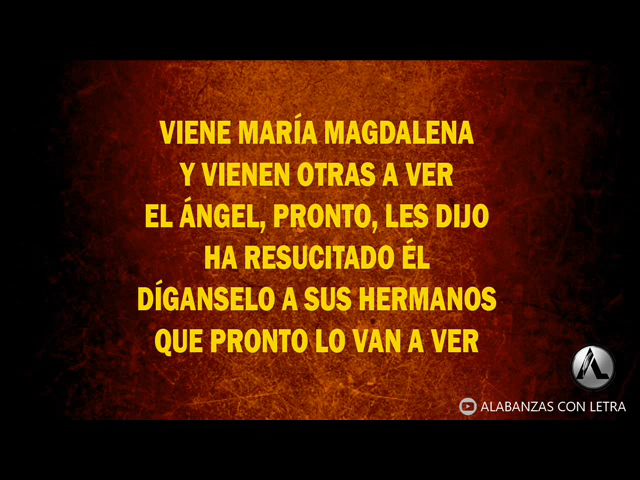 VIENE MARÍA MAGDALENA
Y VIENEN OTRAS A VER
EL ÁNGEL, PRONTO, LES DIJO
HA RESUCITADO ÉL
DÍGANSELO A SUS HERMANOS
QUE PRONTO LO VAN A VER
ALABANZAS CON LETRA